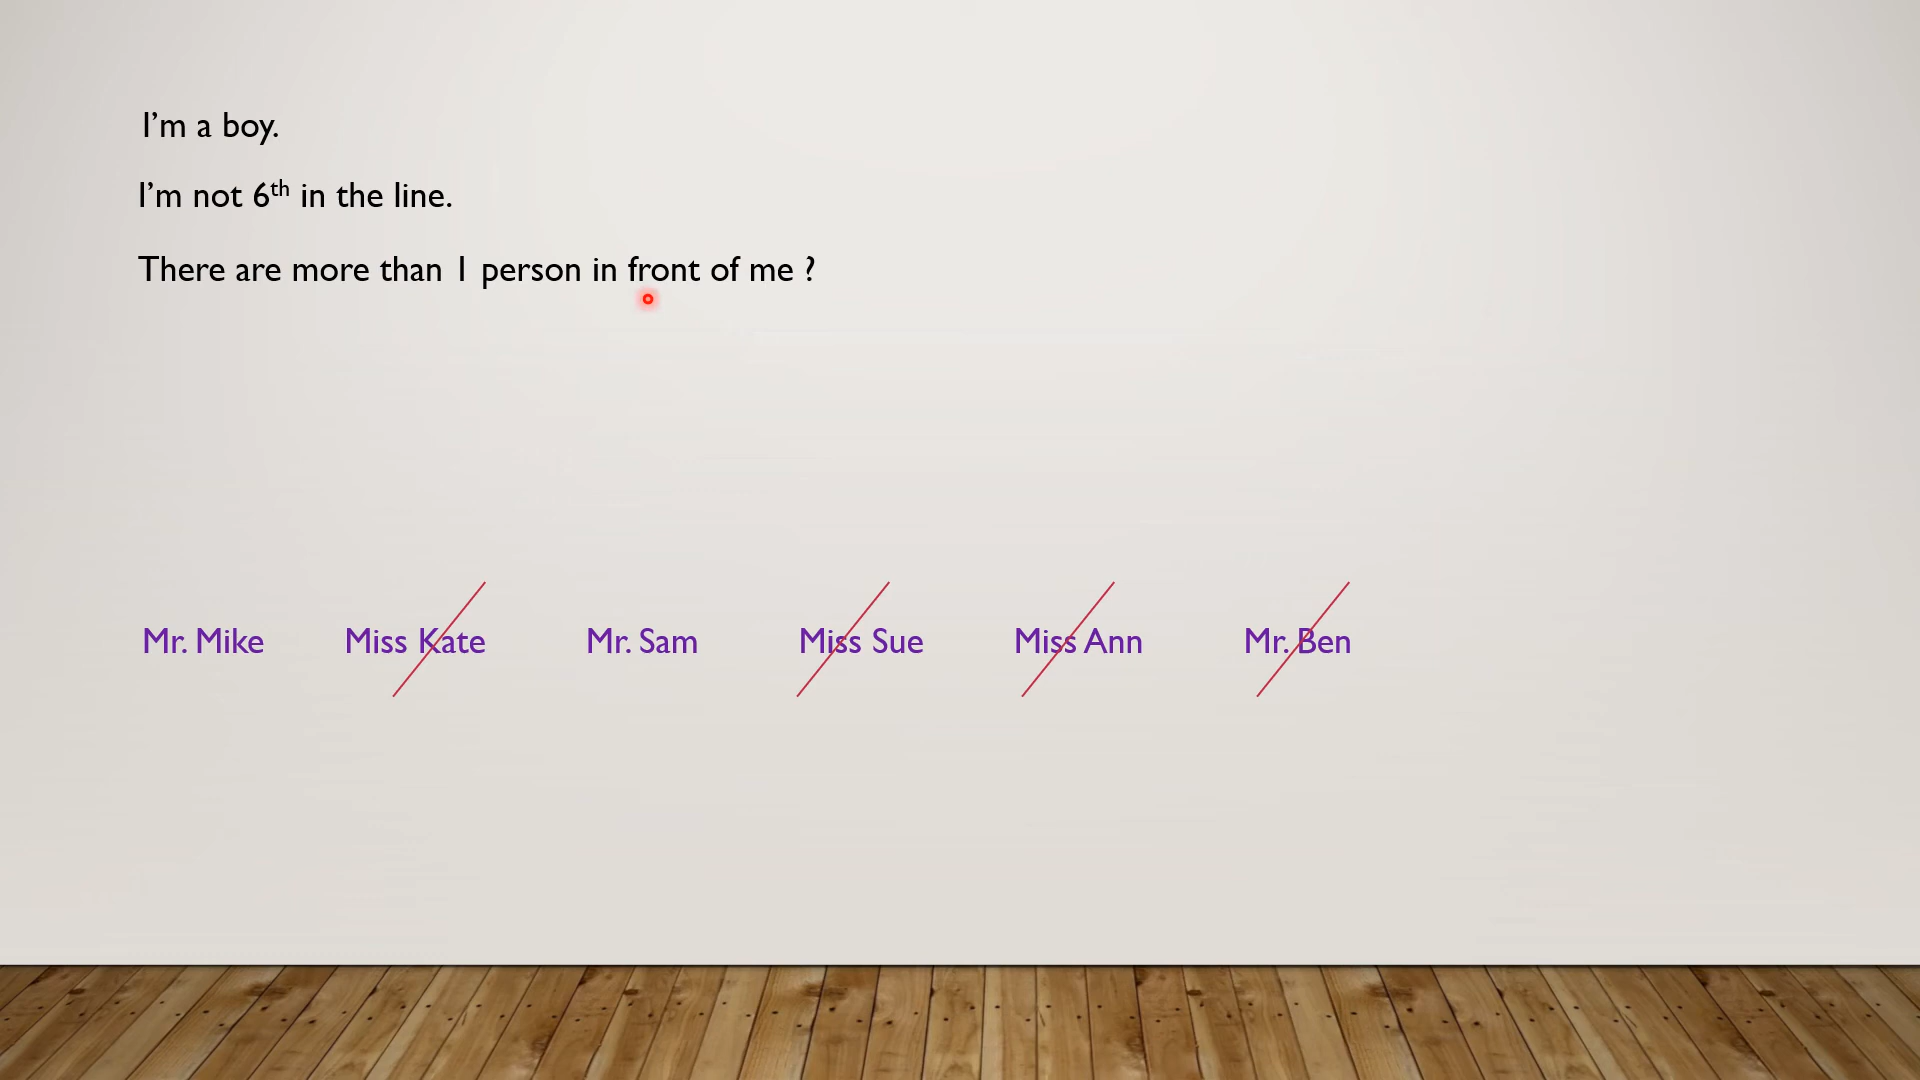 I'm a boy.
I'm not 6th in the line.
There are more than 1 person in front of me ?
Mr. Mike Miss Kate Mr. Sam Miss Sue Miss Ann Mr. Ben